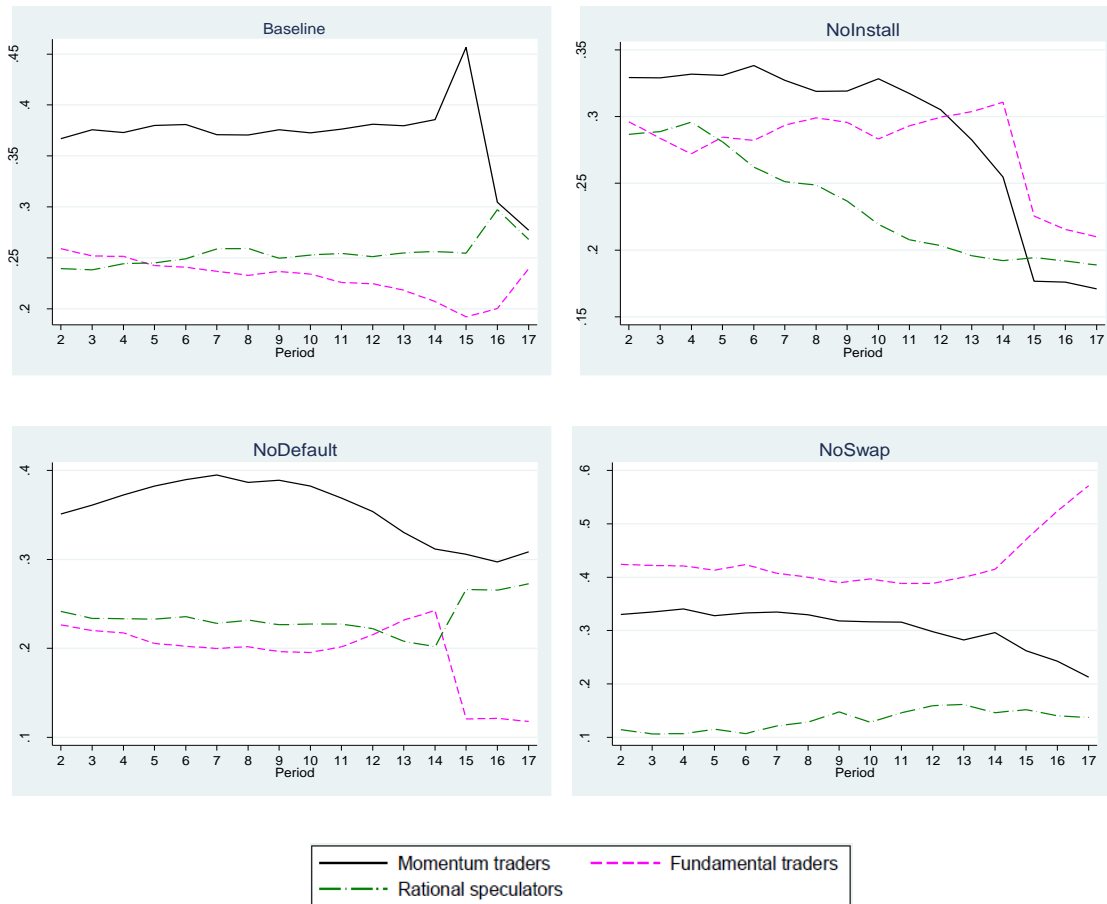 Baseline
.45
.4
.35
.3
.25
.2
2 3 4 5 6 7 8 9 10 11 12 13 14 15 16 17
Period
NoInstall
.35
.3
.25
.2
.15
2 3 4 5 6 7 8 9 10 11 12 13 14 15 16 17
Period
NoDefault
.4
.3
.2
.1
2 3 4 5 6 7 8 9 10 11 12 13 14 15 16 17
Period
NoSwap
.6
.5
.4
.3
.2
.1
2 3 4 5 6 7 8 9 10 11 12 13 14 15 16 17
Period
Momentum traders Fundamental traders
Rational speculators